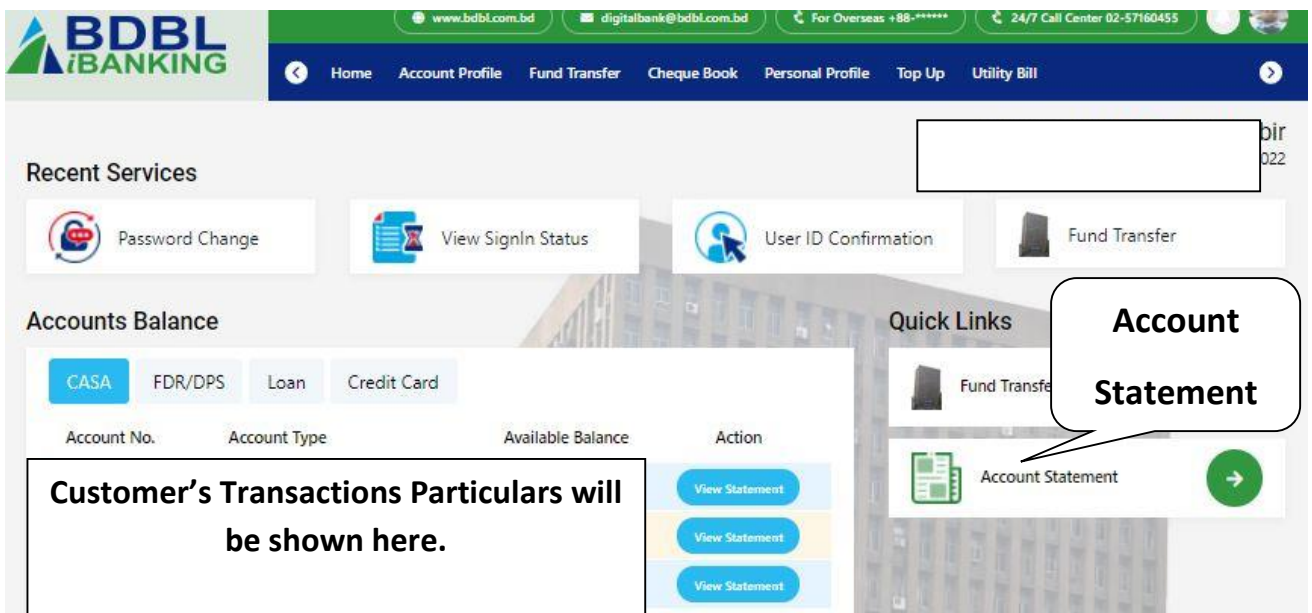 BDBL
iBANKING
www.bdbl.com.bd digitalbank@bdbl.com.bd For Overseas +88-****** 24/7 Call Center 02-57160455
Home Account Profile Fund Transfer Cheque Book Personal Profile Top Up Utility Bill
bir
022
Recent Services
Password Change View SignIn Status User ID Confirmation Fund Transfer
Accounts Balance
Quick Links
Account
Statement
CASA FDR/DPS Loan Credit Card
Fund Transfe
Account No. Account Type Available Balance Action
Account Statement
Customer's Transactions Particulars will
be shown here.
View Statement
View Statement
View Statement